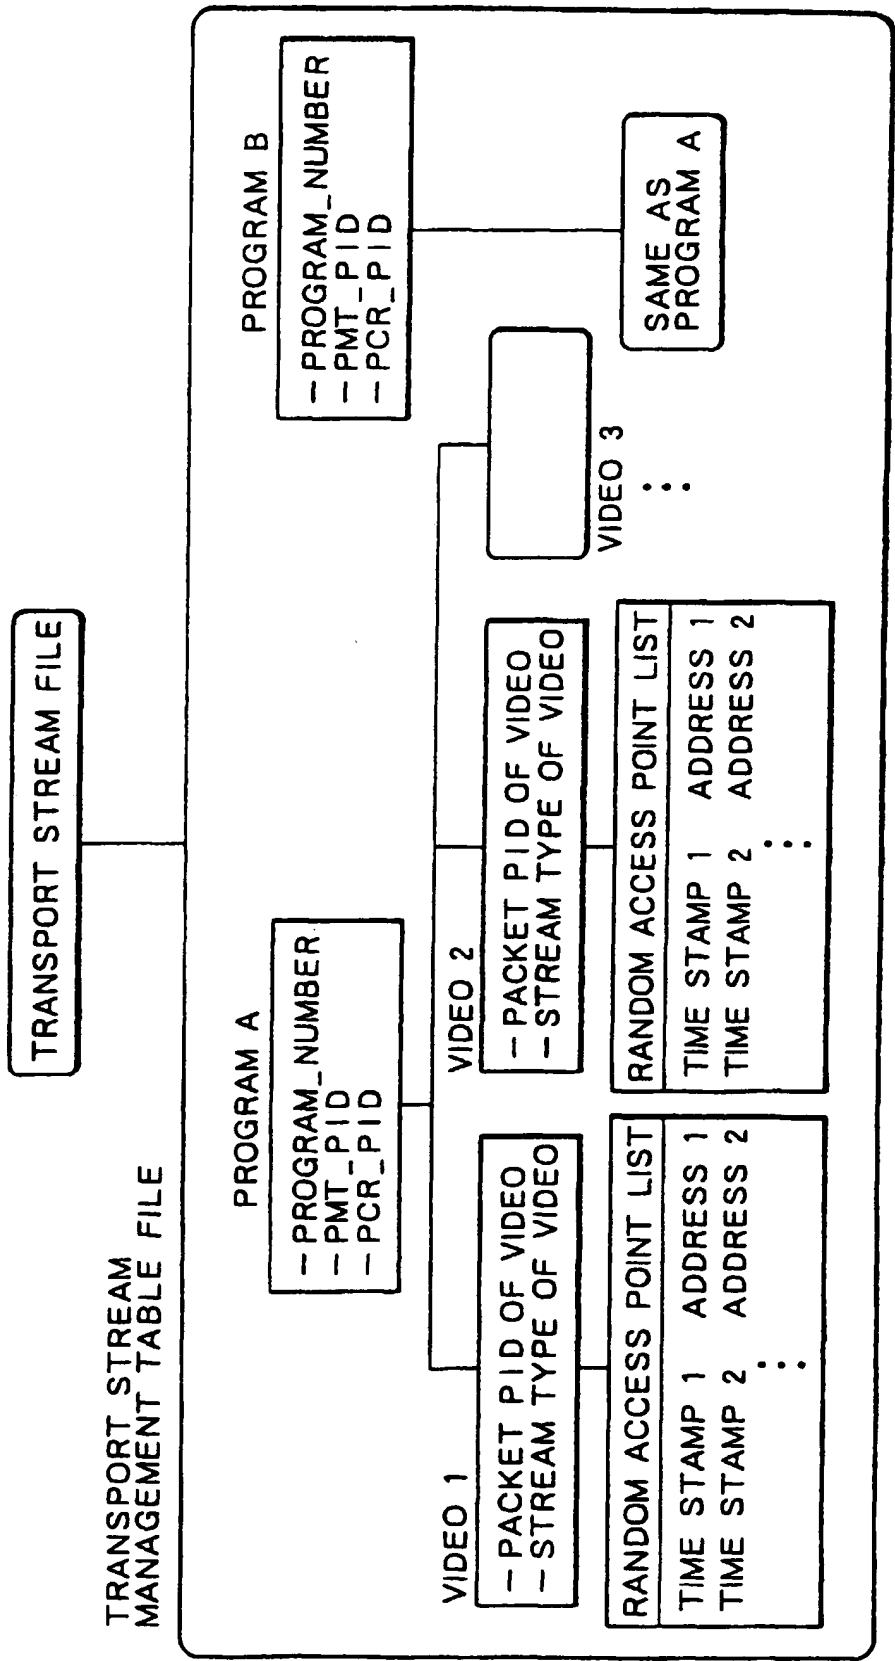 TRANSPORT STREAM FILE
TRANSPORT STREAM
MANAGEMENT TABLE FILE
PROGRAM A
–PROGRAM_NUMBER
–PMT_PID
–PCR_PID
PROGRAM B
–PROGRAM_NUMBER
–PMT_PID
–PCR_PID
VIDEO 1
–PACKET PID OF VIDEO
–STREAM TYPE OF VIDEO
RANDOM ACCESS POINT LIST
TIME STAMP 1 ADDRESS 1
TIME STAMP 2 ADDRESS 2
⋮
VIDEO 2
–PACKET PID OF VIDEO
–STREAM TYPE OF VIDEO
RANDOM ACCESS POINT LIST
TIME STAMP 1 ADDRESS 1
TIME STAMP 2 ADDRESS 2
⋮
VIDEO 3
⋮
SAME AS
PROGRAM A